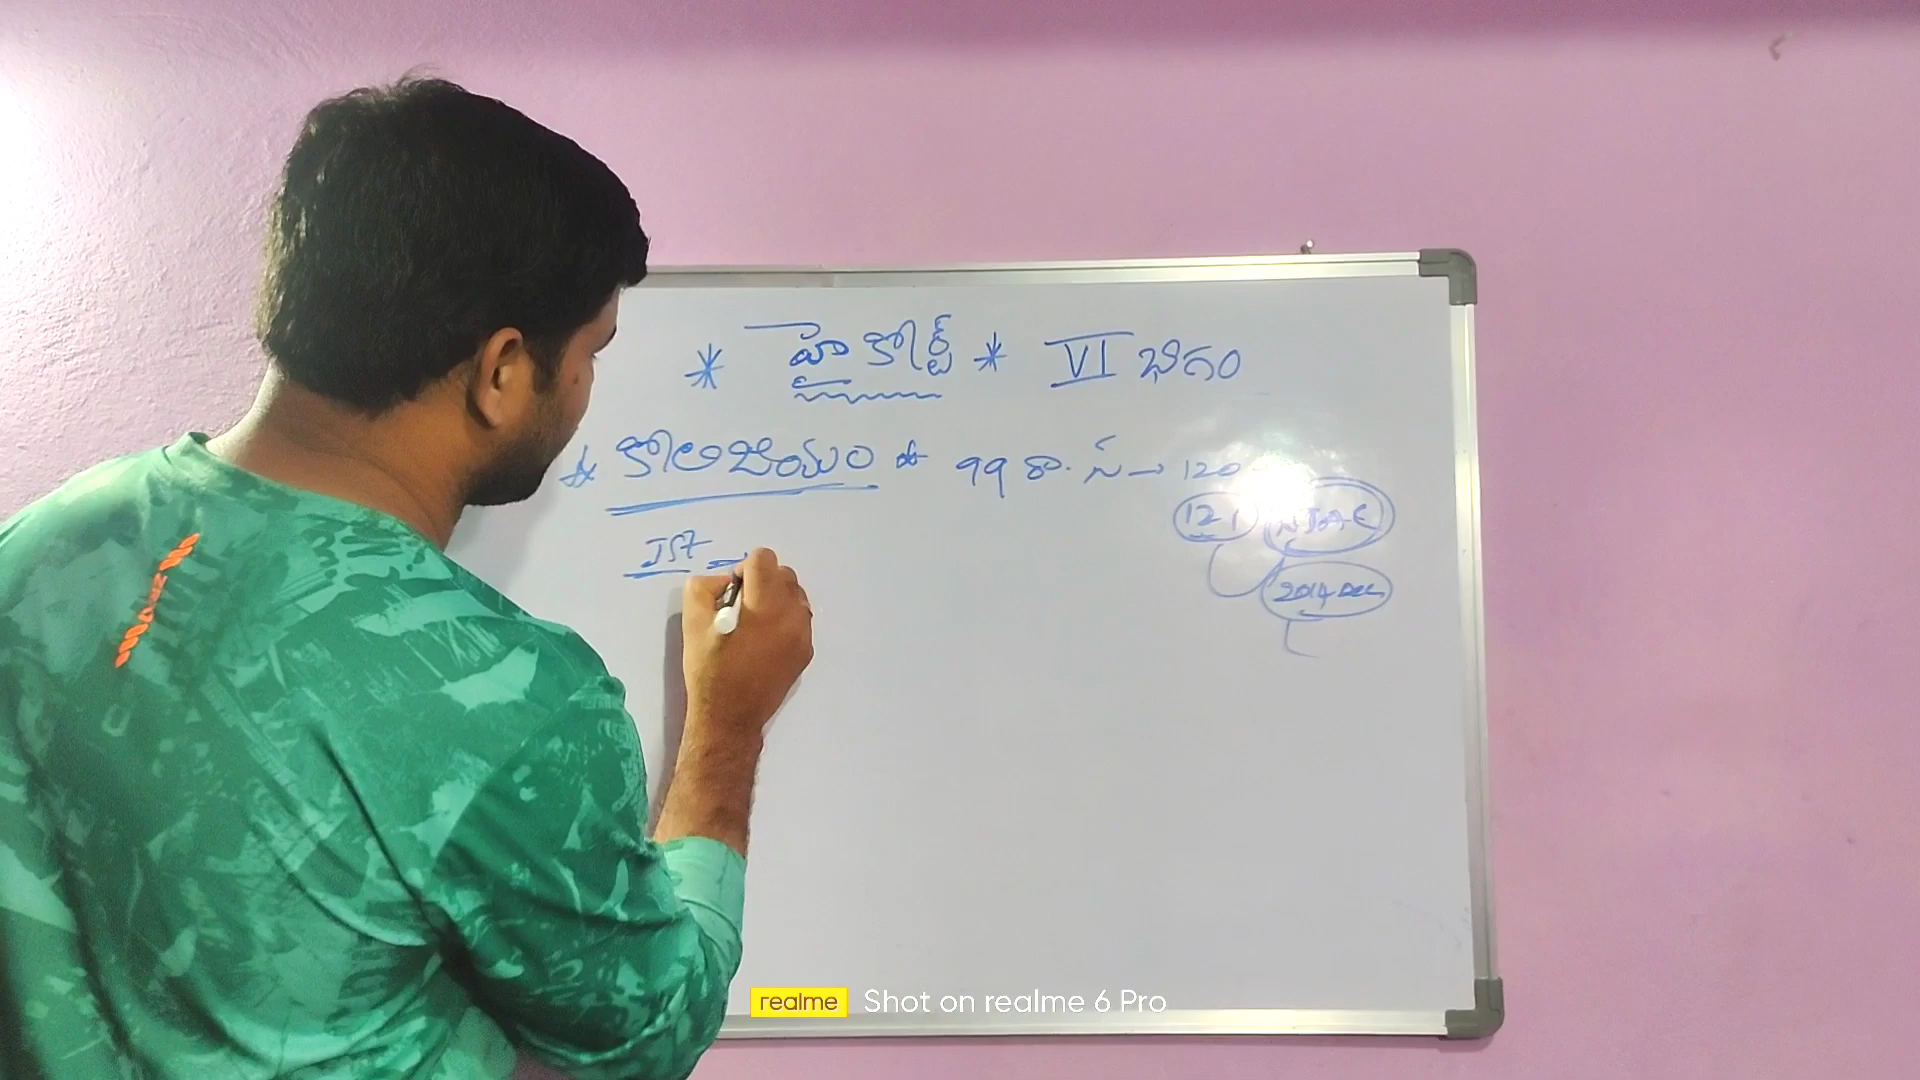 * హై కోర్ట్ * VI భాగం
* కొలిజియం * 99 రా. స → 120
121 NJAC
Ist →
2014 DEC
realme Shot on realme 6 Pro